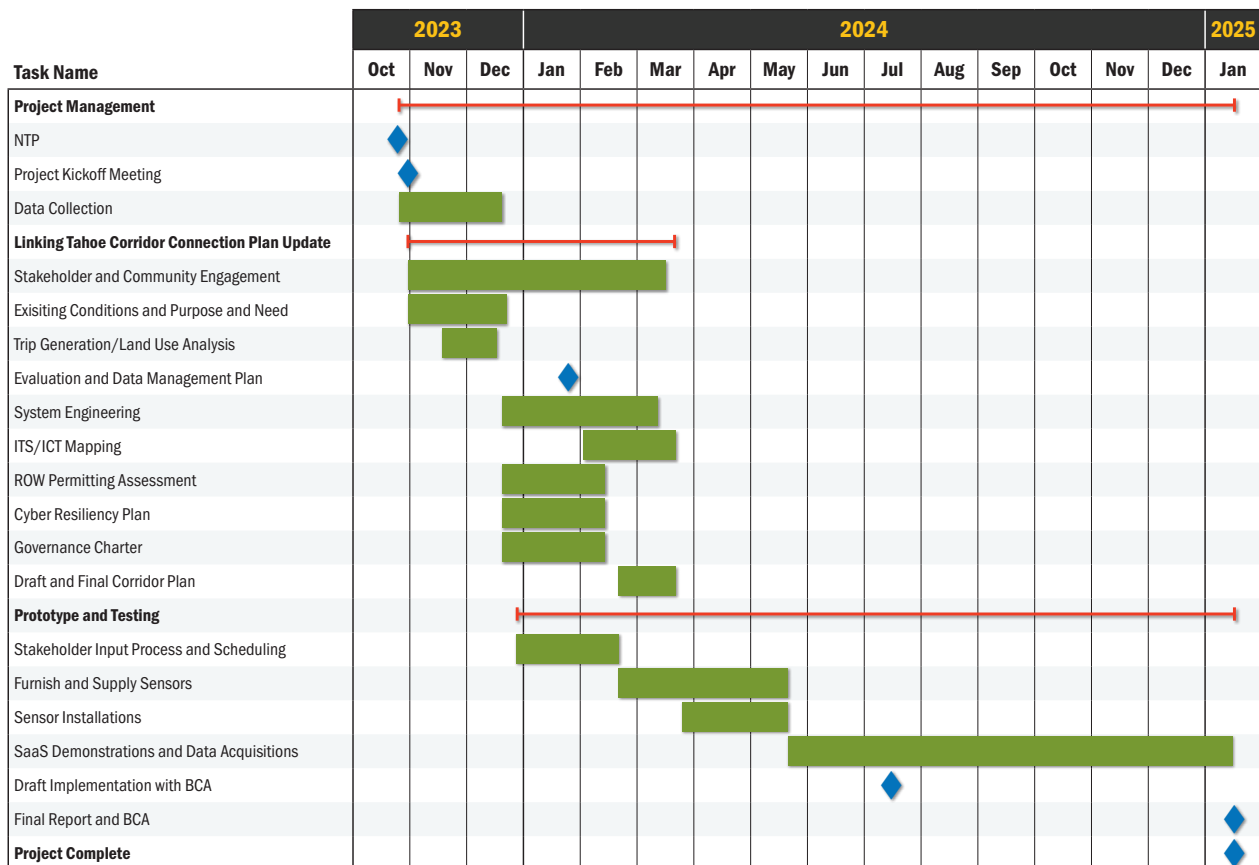 2023 2024 2025
Task Name Oct Nov Dec Jan Feb Mar Apr May Jun Jul Aug Sep Oct Nov Dec Jan
Project Management
NTP
Project Kickoff Meeting
Data Collection
Linking Tahoe Corridor Connection Plan Update
Stakeholder and Community Engagement
Exisiting Conditions and Purpose and Need
Trip Generation/Land Use Analysis
Evaluation and Data Management Plan
System Engineering
ITS/ICT Mapping
ROW Permitting Assessment
Cyber Resiliency Plan
Governance Charter
Draft and Final Corridor Plan
Prototype and Testing
Stakeholder Input Process and Scheduling
Furnish and Supply Sensors
Sensor Installations
SaaS Demonstrations and Data Acquisitions
Draft Implementation with BCA
Final Report and BCA
Project Complete